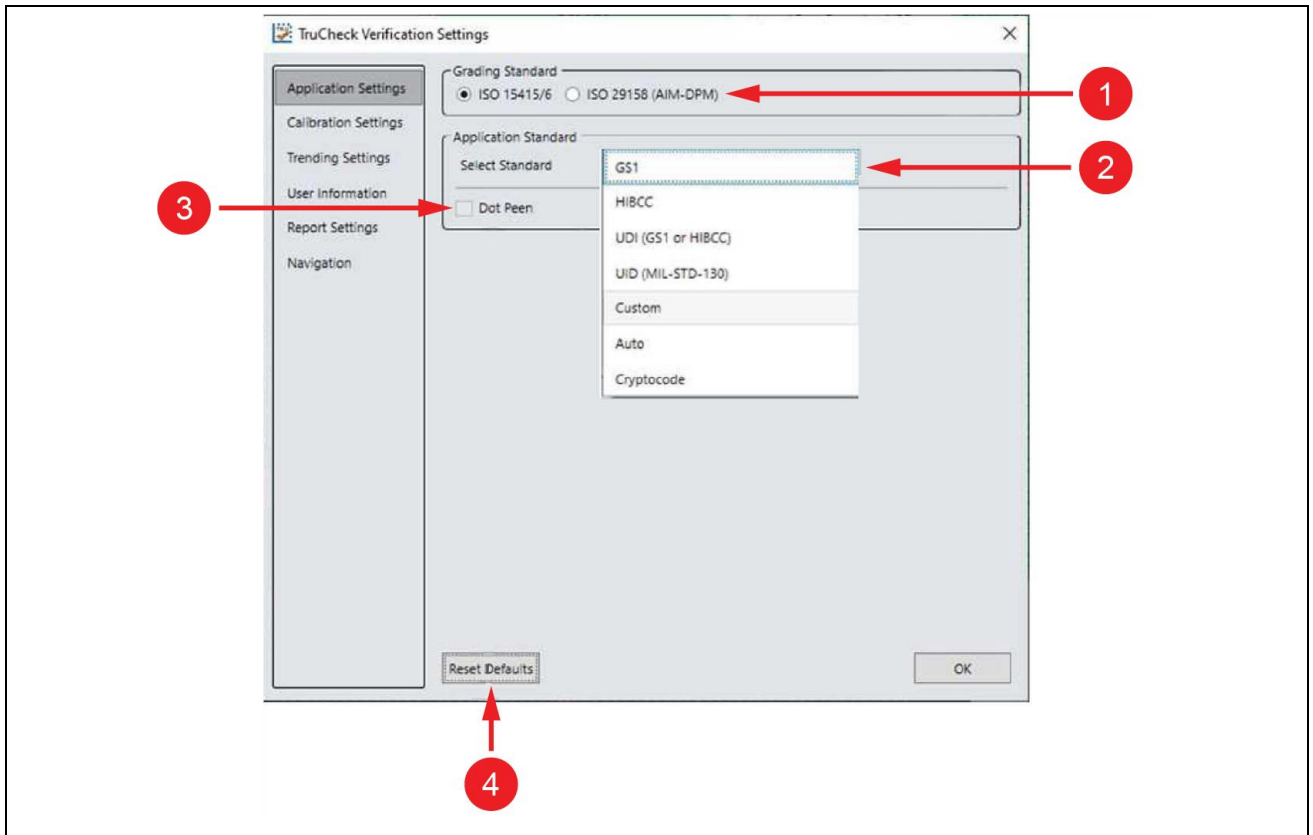 TruCheck Verification Settings
Application Settings
Calibration Settings
Trending Settings
User Information
Report Settings
Navigation
Grading Standard
ISO 15415/6 ISO 29158 (AIM-DPM)
1
Application Standard
Select Standard
GS1
2
HIBCC
UDI (GS1 or HIBCC)
UID (MIL-STD-130)
Custom
Auto
Cryptocode
3
Dot Peen
Reset Defaults
OK
4